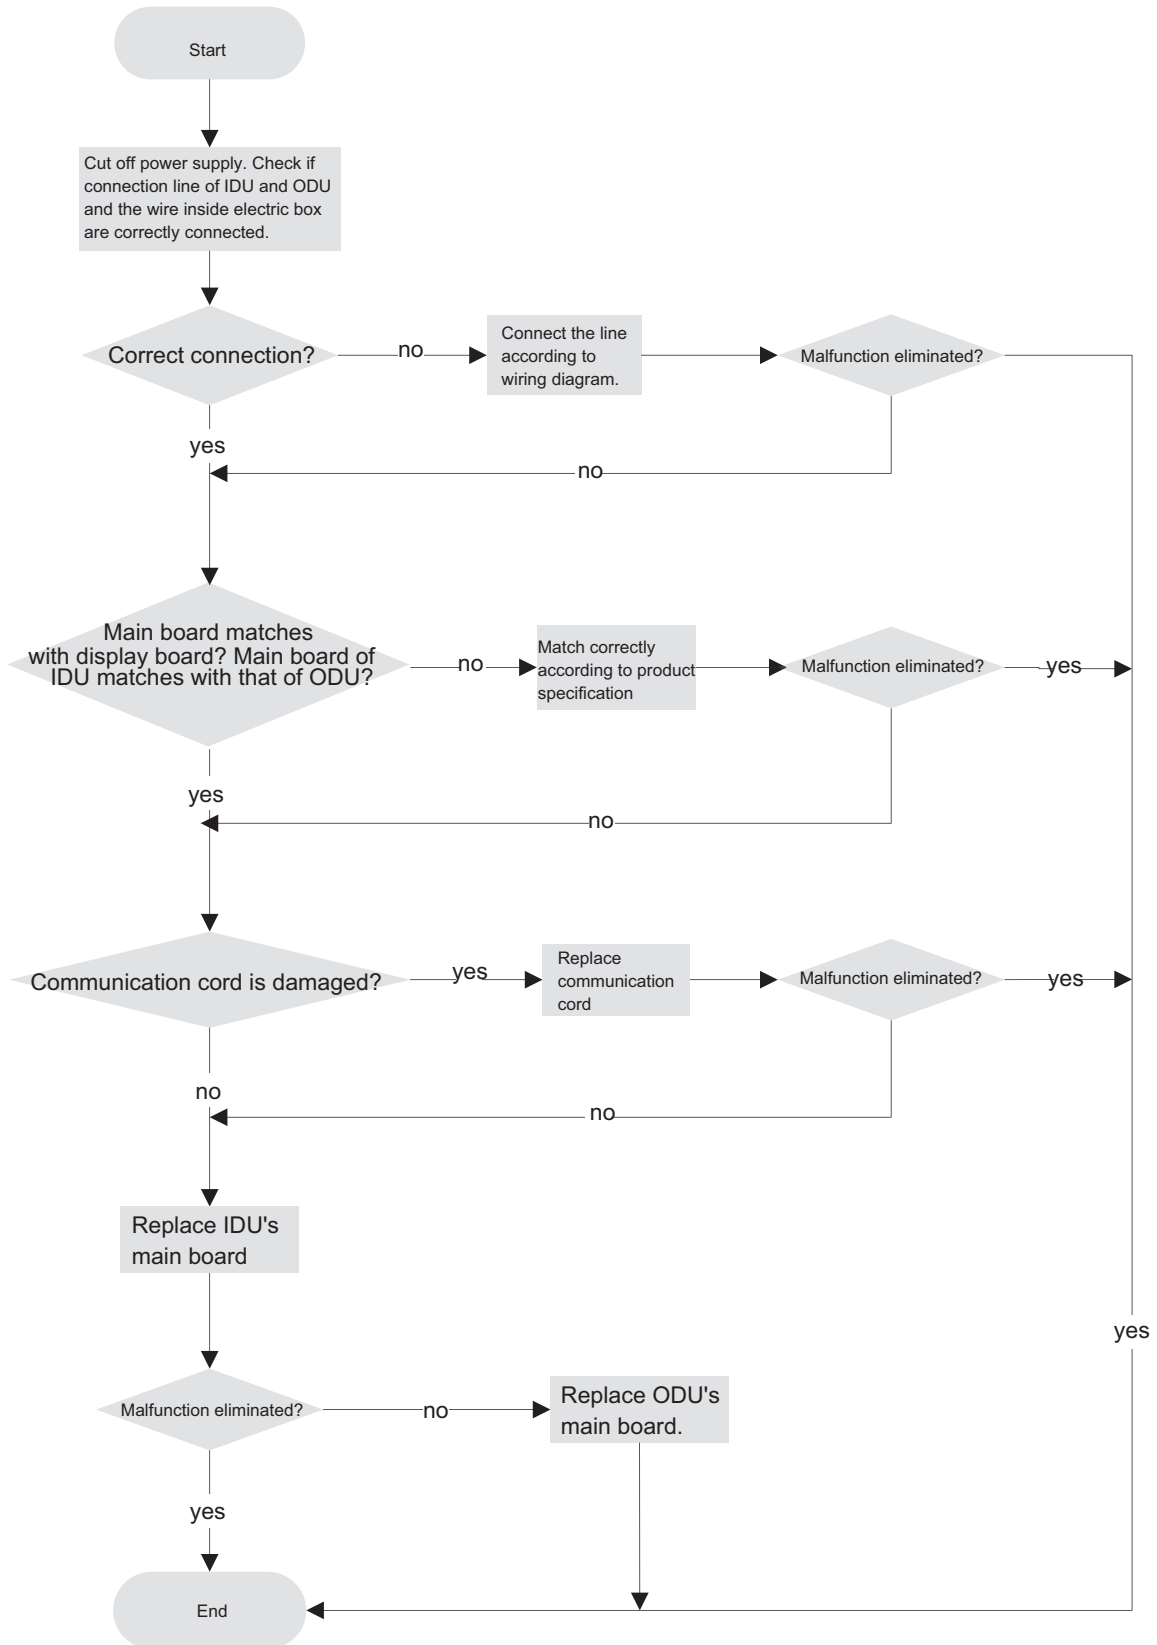 Start
Cut off power supply. Check if
connection line of IDU and ODU
and the wire inside electric box
are correctly connected.
Correct connection?
no
Connect the line
according to
wiring diagram.
Malfunction eliminated?
yes
no
Main board matches
with display board? Main board of
IDU matches with that of ODU?
no
Match correctly
according to product
specification
Malfunction eliminated?
yes
yes
no
Communication cord is damaged?
yes
Replace
communication
cord
Malfunction eliminated?
yes
no
no
Replace IDU's
main board
yes
Malfunction eliminated?
no
Replace ODU's
main board.
yes
End